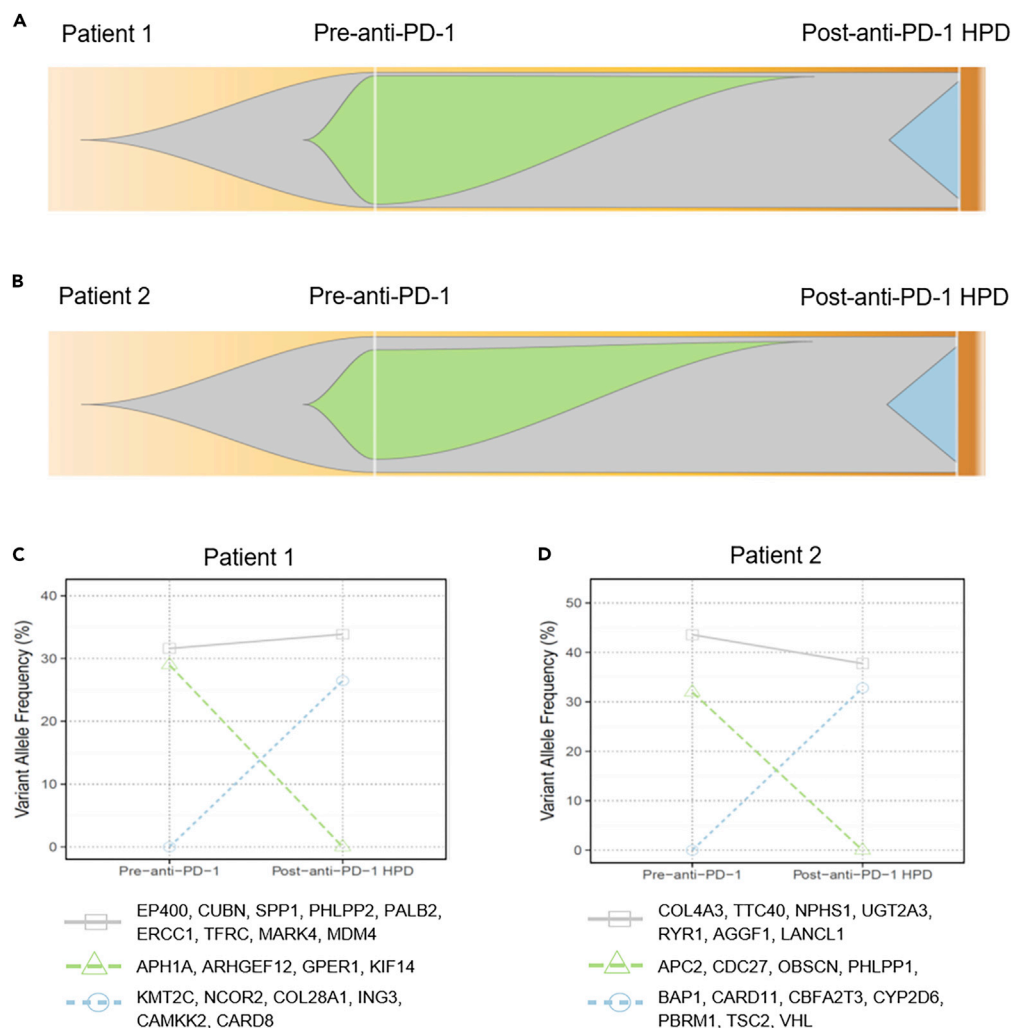 A
Patient 1
Pre-anti-PD-1
Post-anti-PD-1 HPD
B
Patient 2
Pre-anti-PD-1
Post-anti-PD-1 HPD
C
Patient 1
Variant Allele Frequency (%)
40
30
20
10
0
Pre-anti-PD-1
Post-anti-PD-1 HPD
EP400, CUBN, SPP1, PHLPP2, PALB2,
ERCC1, TFRC, MARK4, MDM4
APH1A, ARHGEF12, GPER1, KIF14
KMT2C, NCOR2, COL28A1, ING3,
CAMKK2, CARD8
D
Patient 2
Variant Allele Frequency (%)
50
40
30
20
10
0
Pre-anti-PD-1
Post-anti-PD-1 HPD
COL4A3, TTC40, NPHS1, UGT2A3,
RYR1, AGGF1, LANCL1
APC2, CDC27, OBSCN, PHLPP1,
BAP1, CARD11, CBFA2T3, CYP2D6,
PBRM1, TSC2, VHL